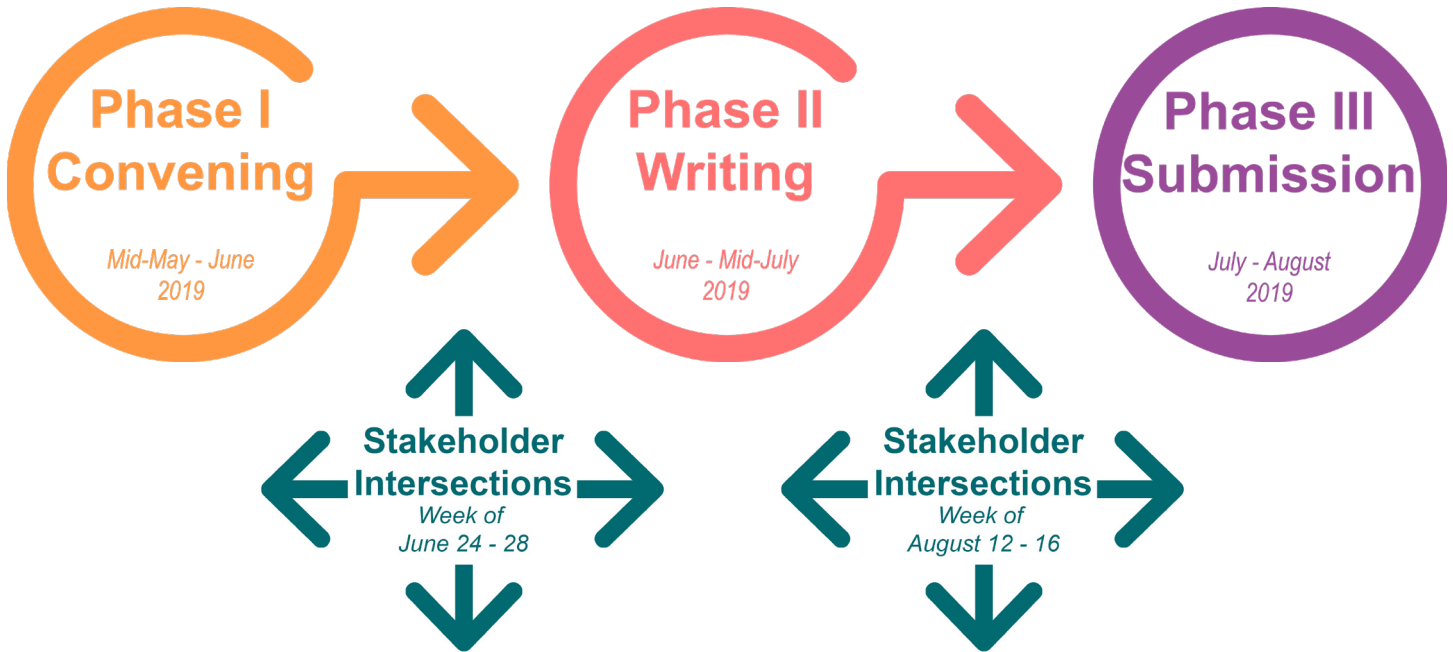 Phase I
Convening
Mid-May - June
2019
Phase II
Writing
June - Mid-July
2019
Phase III
Submission
July - August
2019
Stakeholder
Intersections
Week of
June 24 - 28
Stakeholder
Intersections
Week of
August 12 - 16